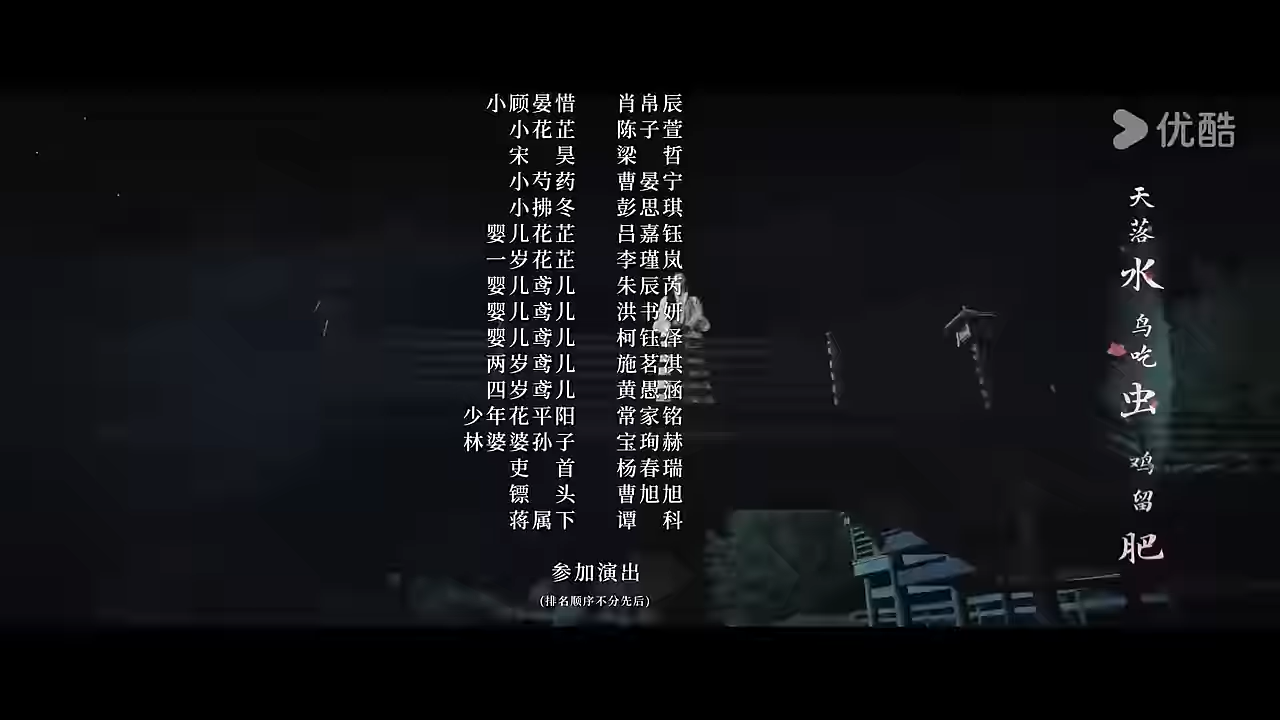 小顾晏惜 肖帛辰
小花芷 陈子萱
宋昊 梁哲
小芍药 曹晏宁
小拂冬 彭思琪
婴儿花芷 吕嘉钰
一岁花芷 李瑾岚
婴儿鸢儿 朱辰芮
婴儿鸢儿 洪书妍
婴儿鸢儿 柯钰泽
两岁鸢儿 施茗淇
四岁鸢儿 黄愚涵
少年花平阳 常家铭
林婆婆孙子 宝珣赫
吏首 杨春瑞
镖头 曹旭旭
蒋属下 谭科
参加演出
(排名顺序不分先后)
优酷
天落水 鸟吃虫 鸡留肥